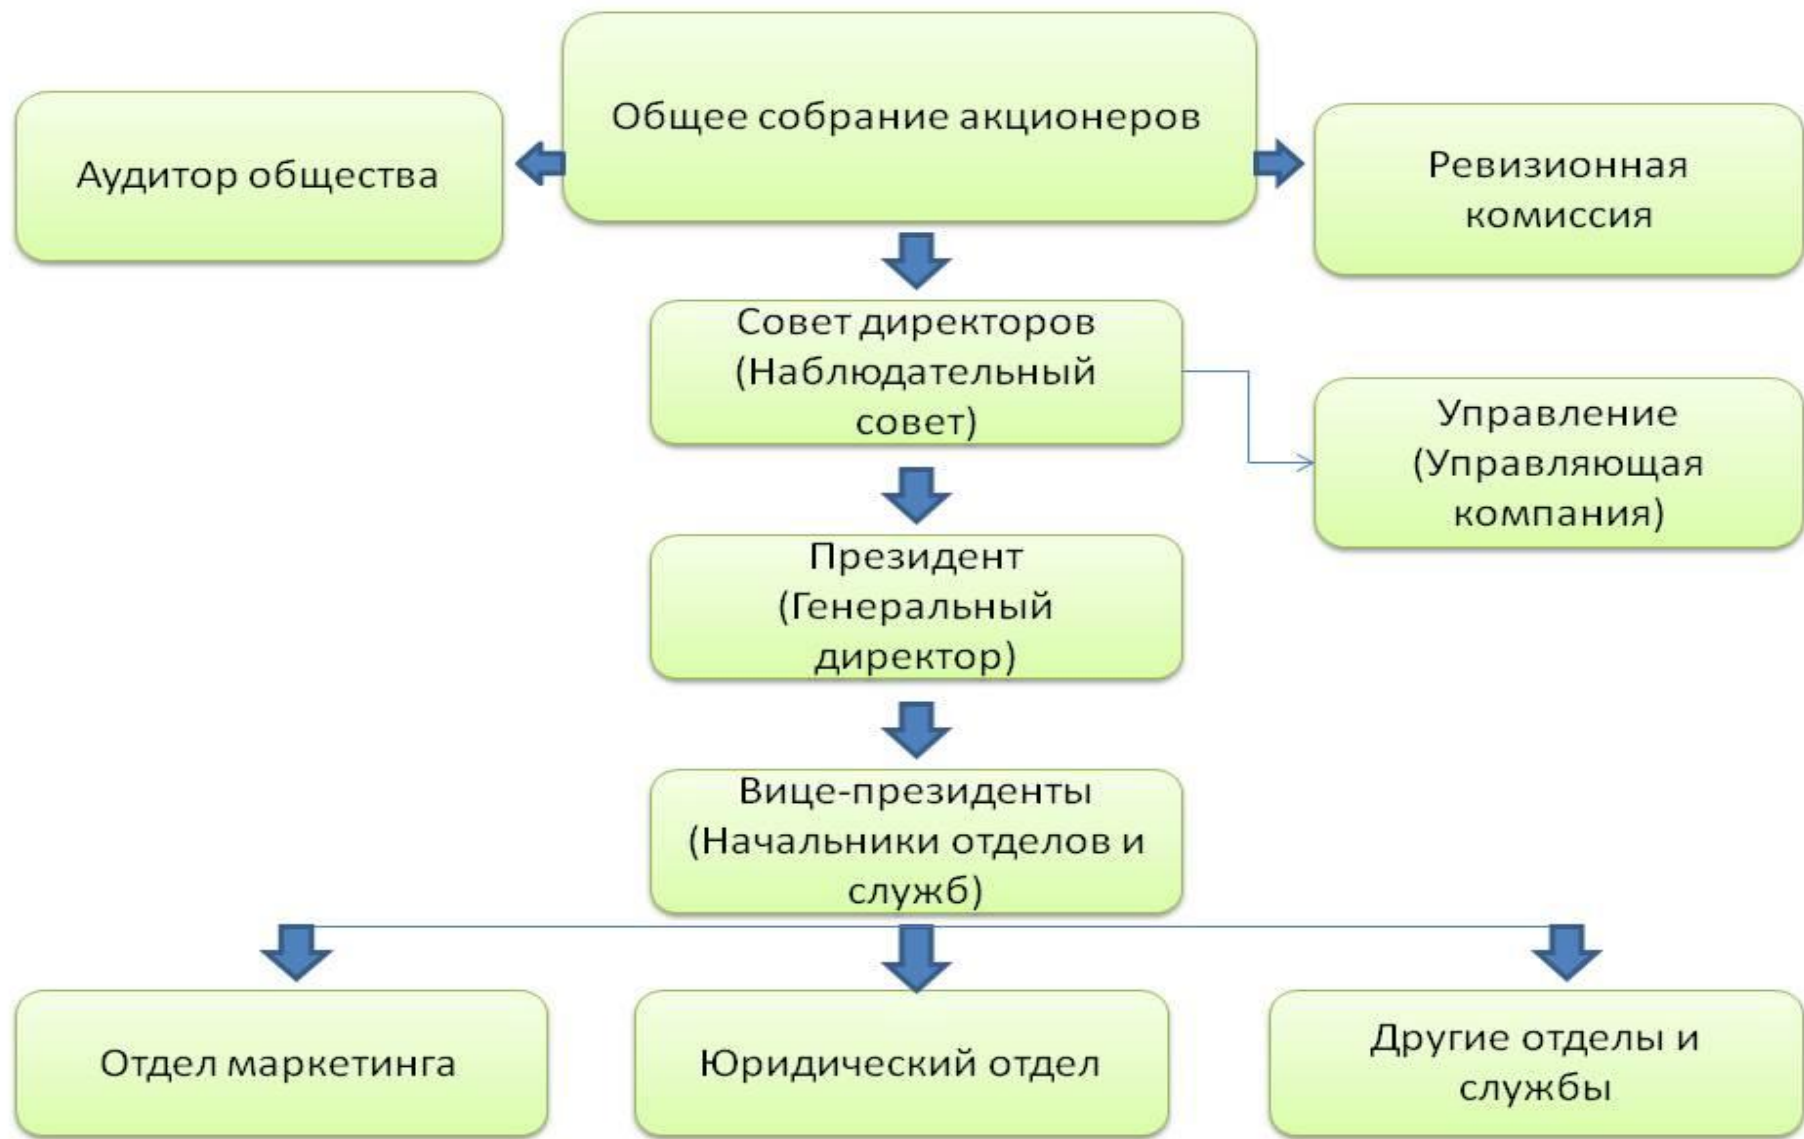 Общее собрание акционеров
Аудитор общества
Ревизионная
комиссия
Совет директоров
(Наблюдательный
совет)
Управление
(Управляющая
компания)
Президент
(Генеральный
директор)
Вице-президенты
(Начальники отделов и
служб)
Отдел маркетинга
Юридический отдел
Другие отделы и
службы